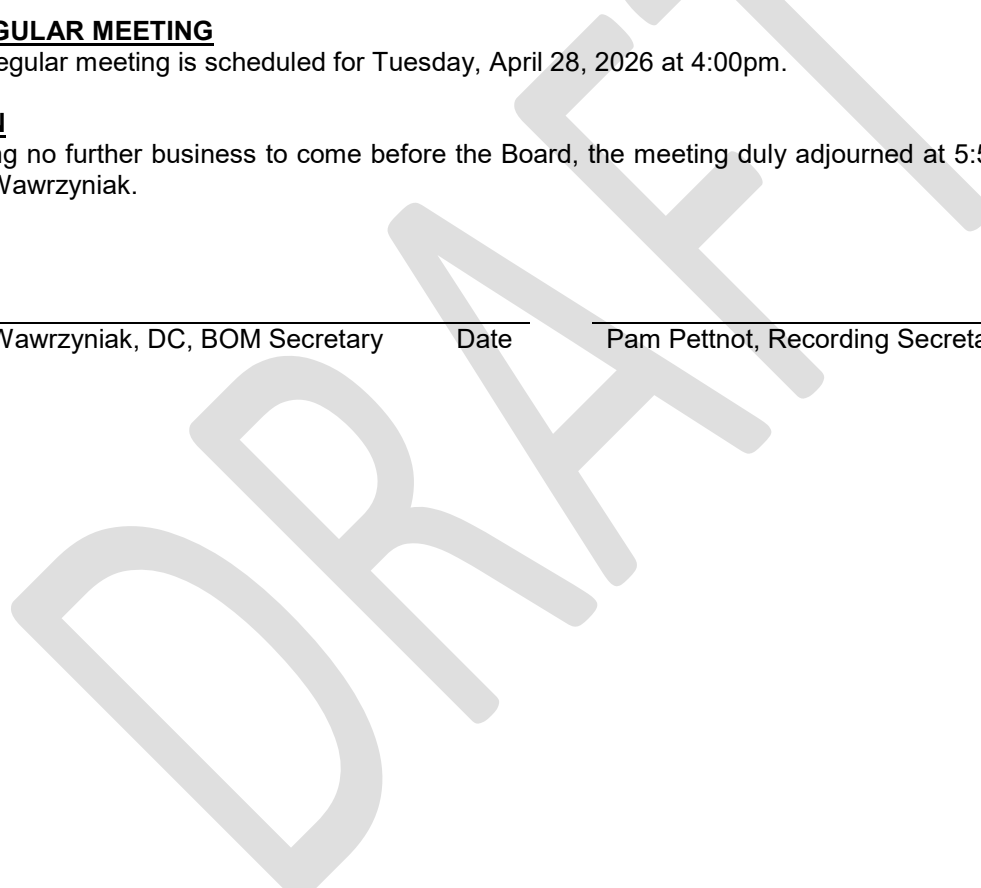 GULAR MEETING
egular meeting is scheduled for Tuesday, April 28, 2026 at 4:00pm.
N
ng no further business to come before the Board, the meeting duly adjourned at 5:5
Wawrzyniak.
Wawrzyniak, DC, BOM Secretary Date Pam Pettnot, Recording Secreta
DRAFT